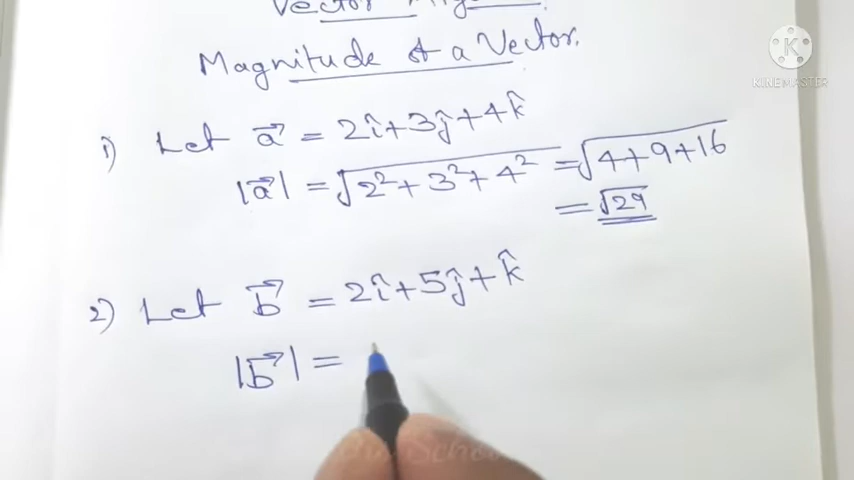 Vector
Magnitude of a Vector.
1) Let a⃗ = 2î+3ĵ+4k̂
|a⃗| = √2²+3²+4² = √4+9+16
= √29
2) Let b⃗ = 2î+5ĵ+k̂
|b⃗| =
KINEMASTER